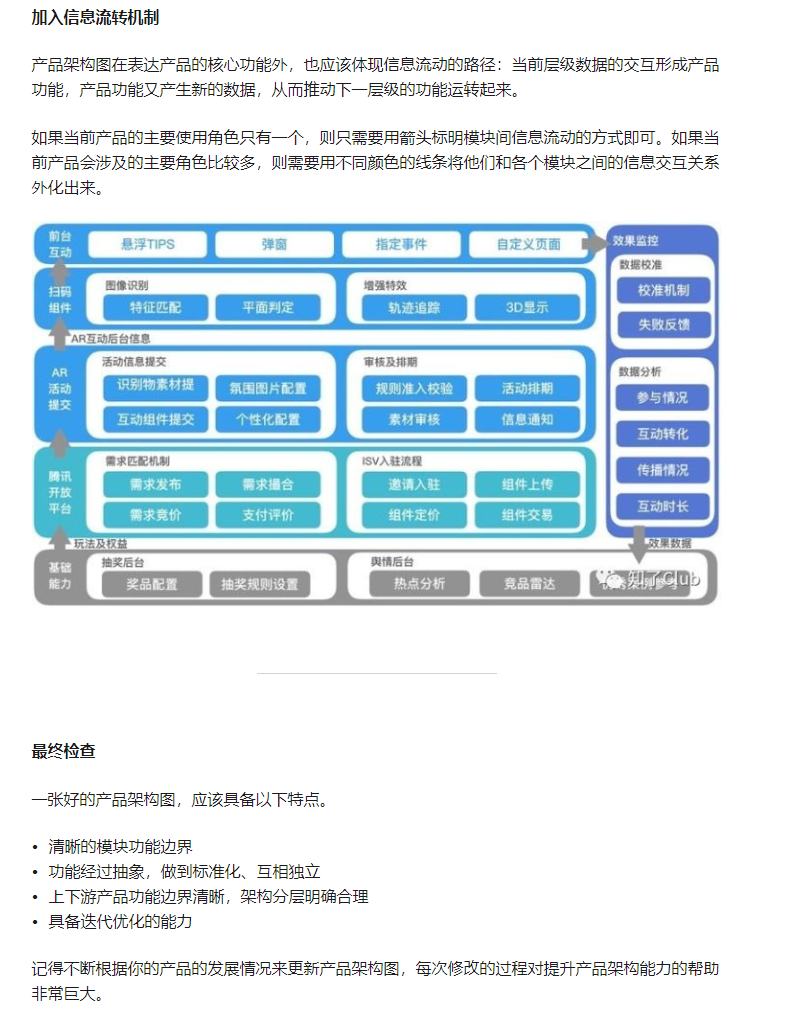 加入信息流转机制
产品架构图在表达产品的核心功能外，也应该体现信息流动的路径：当前层级数据的交互形成产品
功能，产品功能又产生新的数据，从而推动下一层级的功能运转起来。
如果当前产品的主要使用角色只有一个，则只需要用箭头标明模块间信息流动的方式即可。如果当
前产品会涉及的主要角色比较多，则需要用不同颜色的线条将他们和各个模块之间的信息交互关系
外化出来。
前台
互动
悬浮TIPS
弹窗
指定事件
自定义页面
扫码
组件
图像识别
特征匹配
平面判定
增强特效
轨迹追踪
3D显示
AR互动后台信息
AR
活动
提交
活动信息提交
识别物素材提
氛围图片配置
互动组件提交
个性化配置
审核及排期
规则准入校验
活动排期
素材审核
信息通知
腾讯
开放
平台
需求匹配机制
需求发布
需求撮合
需求竞价
支付评价
ISV入驻流程
邀请入驻
组件上传
组件定价
组件交易
玩法及权益
基础
能力
抽奖后台
奖品配置
抽奖规则设置
舆情后台
热点分析
竞品雷达
效果监控
数据校准
校准机制
失败反馈
数据分析
参与情况
互动转化
传播情况
互动时长
效果数据
知了Club
最终检查
一张好的产品架构图，应该具备以下特点。
• 清晰的模块功能边界
• 功能经过抽象，做到标准化、互相独立
• 上下游产品功能边界清晰，架构分层明确合理
• 具备迭代优化的能力
记得不断根据你的产品的发展情况来更新产品架构图，每次修改的过程对提升产品架构能力的帮助
非常巨大。